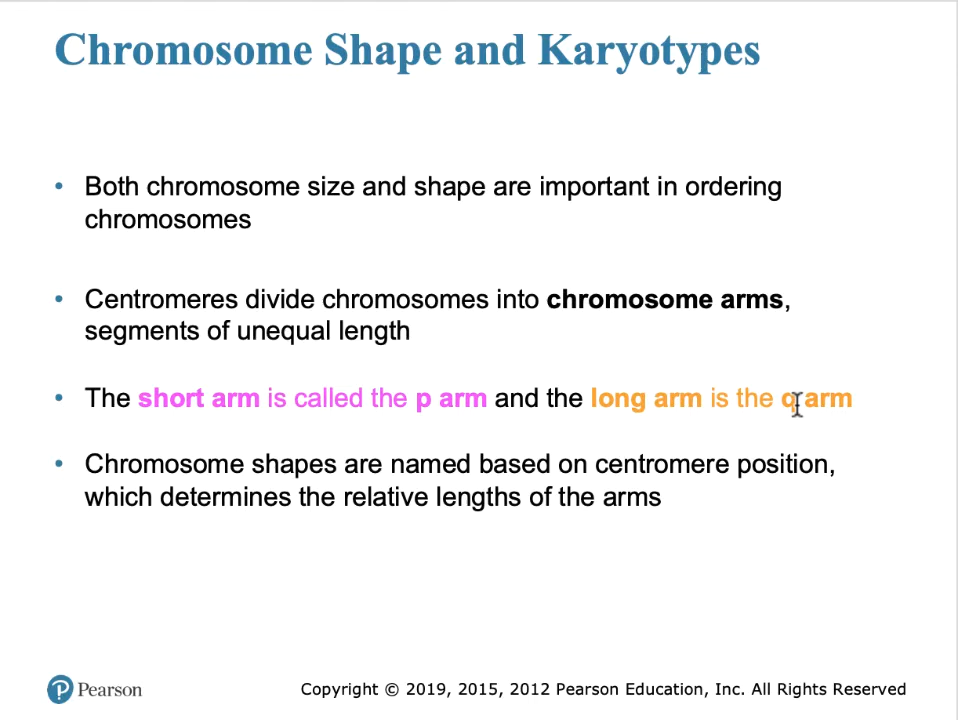 Chromosome Shape and Karyotypes
• Both chromosome size and shape are important in ordering
chromosomes
• Centromeres divide chromosomes into chromosome arms,
segments of unequal length
• The short arm is called the p arm and the long arm is the q arm
• Chromosome shapes are named based on centromere position,
which determines the relative lengths of the arms
Pearson
Copyright © 2019, 2015, 2012 Pearson Education, Inc. All Rights Reserved